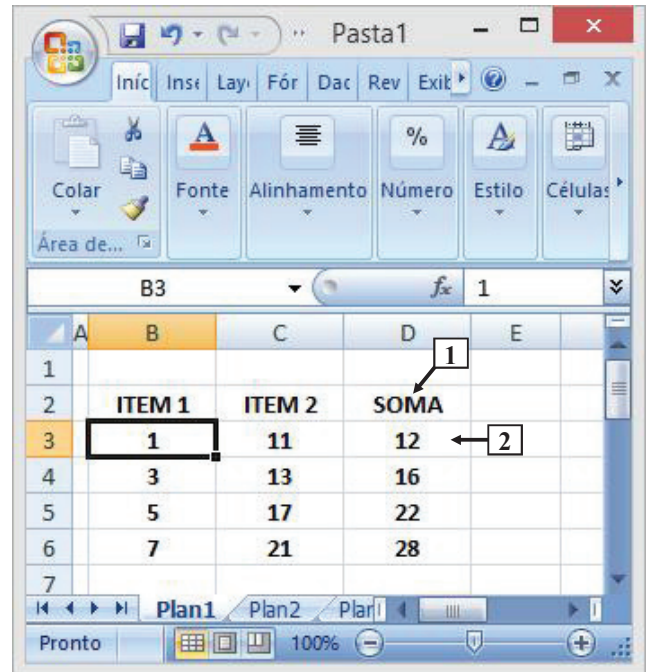 Pasta1
Iníc Inse Lay Fór Dac Rev Exib
Colar Fonte Alinhamento Número Estilo Células
Área de...
B3 fx 1
A B C D E
1
1
2 ITEM 1 ITEM 2 SOMA
3 1 11 12 2
4 3 13 16
5 5 17 22
6 7 21 28
7
Plan1 Plan2 Plan
Pronto 100%